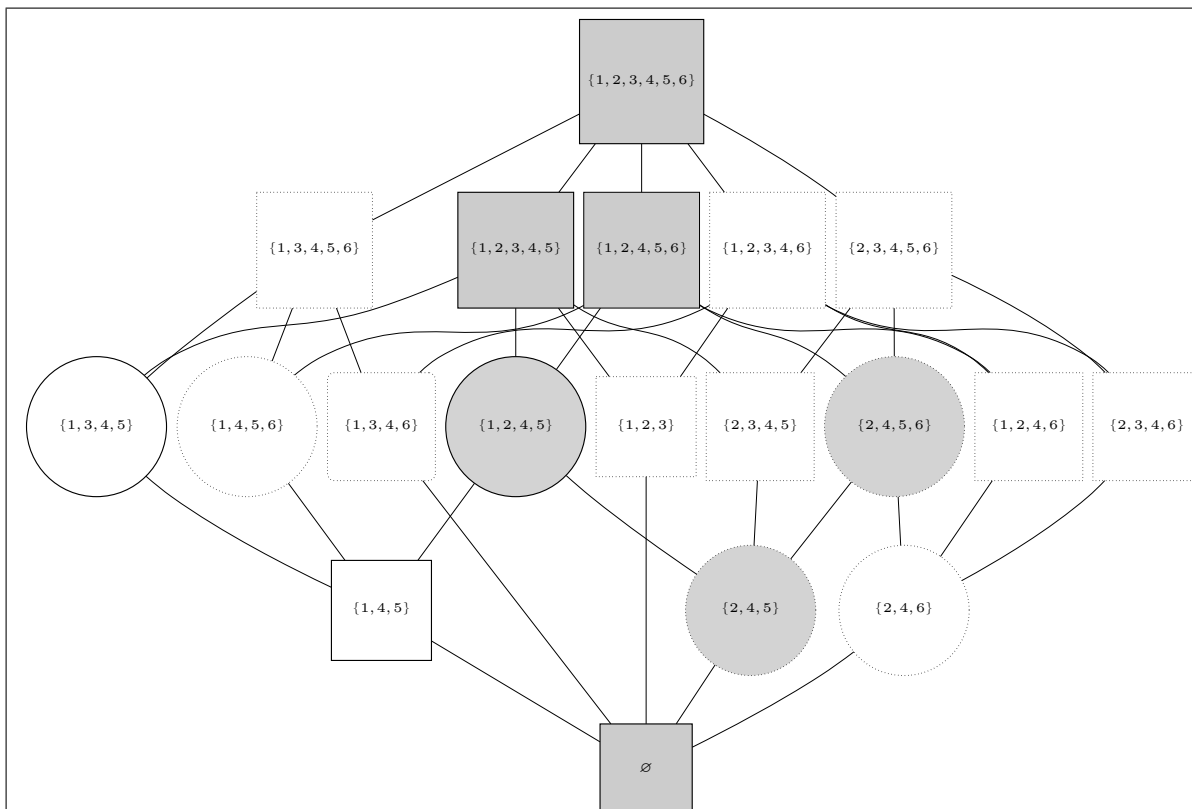 {1, 2, 3, 4, 5, 6}
{1, 3, 4, 5, 6}
{1, 2, 3, 4, 5}
{1, 2, 4, 5, 6}
{1, 2, 3, 4, 6}
{2, 3, 4, 5, 6}
{1, 3, 4, 5}
{1, 4, 5, 6}
{1, 3, 4, 6}
{1, 2, 4, 5}
{1, 2, 3}
{2, 3, 4, 5}
{2, 4, 5, 6}
{1, 2, 4, 6}
{2, 3, 4, 6}
{1, 4, 5}
{2, 4, 5}
{2, 4, 6}
∅